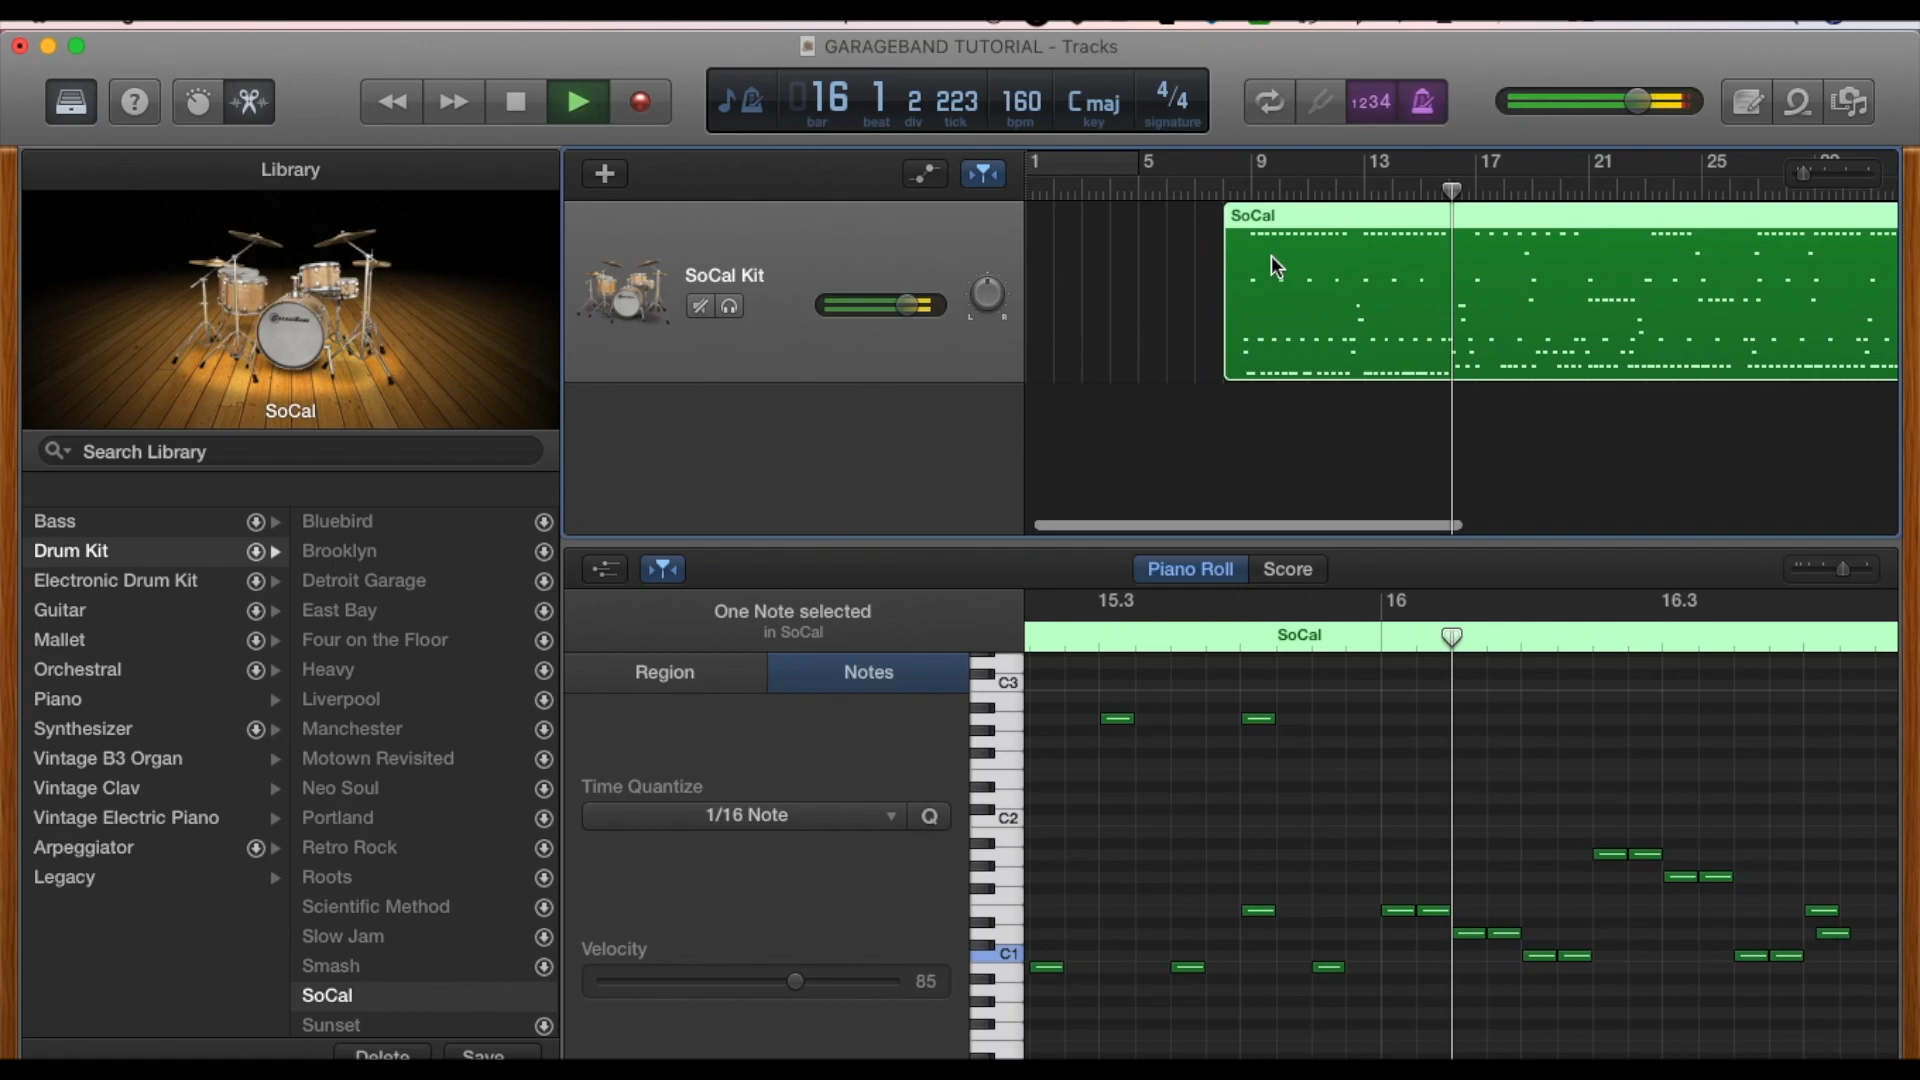 GARAGEBAND TUTORIAL - Tracks
16 1 2 223 160 C maj 4/4
bar beat div tick bpm key signature
1234
Library
1 5 9 13 17 21 25
SoCal
SoCal Kit
L R
SoCal
Search Library
Bass
Drum Kit
Electronic Drum Kit
Guitar
Mallet
Orchestral
Piano
Synthesizer
Vintage B3 Organ
Vintage Clav
Vintage Electric Piano
Arpeggiator
Legacy
Bluebird
Brooklyn
Detroit Garage
East Bay
Four on the Floor
Heavy
Liverpool
Manchester
Motown Revisited
Neo Soul
Portland
Retro Rock
Roots
Scientific Method
Slow Jam
Smash
SoCal
Sunset
Delete Save
Piano Roll Score
One Note selected
in SoCal
15.3 16 16.3
SoCal
Region Notes
Time Quantize
1/16 Note Q
Velocity
85
C3
C2
C1